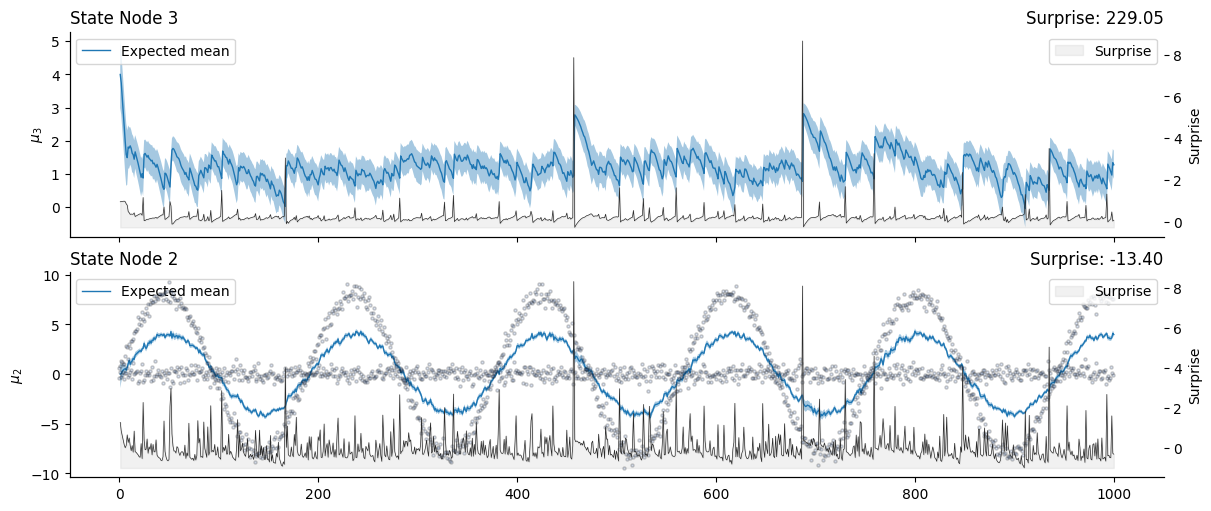 State Node 3
Surprise: 229.05
Expected mean
Surprise
5
4
3
2
1
0
μ3
8
6
4
2
0
Surprise
State Node 2
Surprise: -13.40
Expected mean
Surprise
10
5
0
−5
−10
μ2
8
6
4
2
0
Surprise
0
200
400
600
800
1000